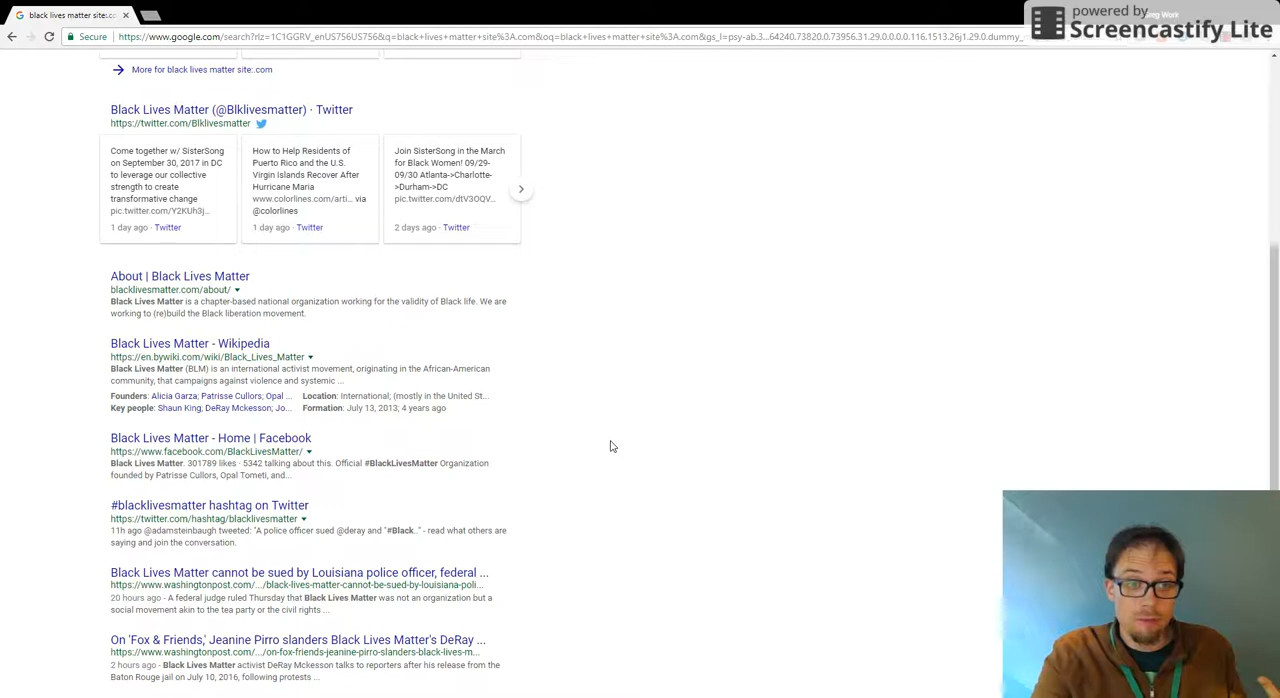 black lives matter site:.co
powered by
Screencastify Lite
Secure
https://www.google.com/search?rlz=1C1GGRV_enUS756US756&q=black+lives+matter+site%3A.com&oq=black+lives+matter+site%3A.com&gs_l=psy-ab.3...64240.73820.0.73956.31.29.0.0.0.0.116.1513.26j1.29.0.dummy_
More for black lives matter site:.com
Black Lives Matter (@Blklivesmatter) · Twitter
https://twitter.com/Blklivesmatter
Come together w/ SisterSong
on September 30, 2017 in DC
to leverage our collective
strength to create
transformative change
pic.twitter.com/Y2KUh3j...
1 day ago · Twitter
How to Help Residents of
Puerto Rico and the U.S.
Virgin Islands Recover After
Hurricane Maria
www.colorlines.com/arti... via
@colorlines
1 day ago · Twitter
Join SisterSong in the March
for Black Women! 09/29-
09/30 Atlanta->Charlotte-
>Durham->DC
pic.twitter.com/dtV3OQV...
2 days ago · Twitter
About | Black Lives Matter
blacklivesmatter.com/about/
Black Lives Matter is a chapter-based national organization working for the validity of Black life. We are
working to (re)build the Black liberation movement.
Black Lives Matter - Wikipedia
https://en.bywiki.com/wiki/Black_Lives_Matter
Black Lives Matter (BLM) is an international activist movement, originating in the African-American
community, that campaigns against violence and systemic ...
Founders: Alicia Garza; Patrisse Cullors; Opal ... Location: International; (mostly in the United St...
Key people: Shaun King; DeRay Mckesson; Jo... Formation: July 13, 2013; 4 years ago
Black Lives Matter - Home | Facebook
https://www.facebook.com/BlackLivesMatter/
Black Lives Matter. 301789 likes · 5342 talking about this. Official #BlackLivesMatter Organization
founded by Patrisse Cullors, Opal Tometi, and...
#blacklivesmatter hashtag on Twitter
https://twitter.com/hashtag/blacklivesmatter
11h ago @adamsteinbaugh tweeted: "A police officer sued @deray and "#Black.." - read what others are
saying and join the conversation.
Black Lives Matter cannot be sued by Louisiana police officer, federal ...
https://www.washingtonpost.com/.../black-lives-matter-cannot-be-sued-by-louisiana-poli...
20 hours ago - A federal judge ruled Thursday that Black Lives Matter was not an organization but a
social movement akin to the tea party or the civil rights ...
On 'Fox & Friends,' Jeanine Pirro slanders Black Lives Matter's DeRay ...
https://www.washingtonpost.com/.../on-fox-friends-jeanine-pirro-slanders-black-lives-m...
2 hours ago - Black Lives Matter activist DeRay Mckesson talks to reporters after his release from the
Baton Rouge jail on July 10, 2016, following protests ...